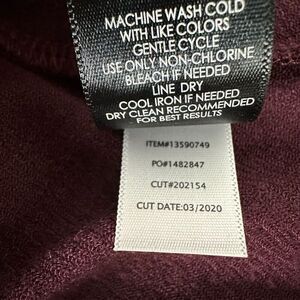 MACHINE WASH COLD
WITH LIKE COLORS
GENTLE CYCLE
USE ONLY NON-CHLORINE
BLEACH IF NEEDED
LINE DRY
COOL IRON IF NEEDED
DRY CLEAN RECOMMENDED
FOR BEST RESULTS
ITEM#13590749
PO#1482847
CUT#202154
CUT DATE:03/2020